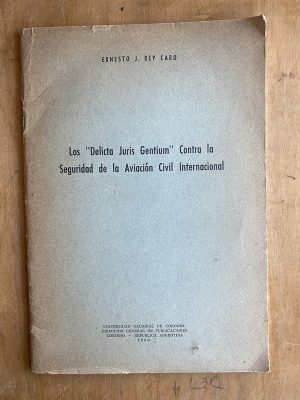 ERNESTO J. REY CARO
Los "Delicta Juris Gentium" Contra la
Seguridad de la Aviación Civil Internacional
UNIVERSIDAD NACIONAL DE CORDOBA
DIRECCION GENERAL DE PUBLICACIONES
CORDOBA — REPUBLICA ARGENTINA